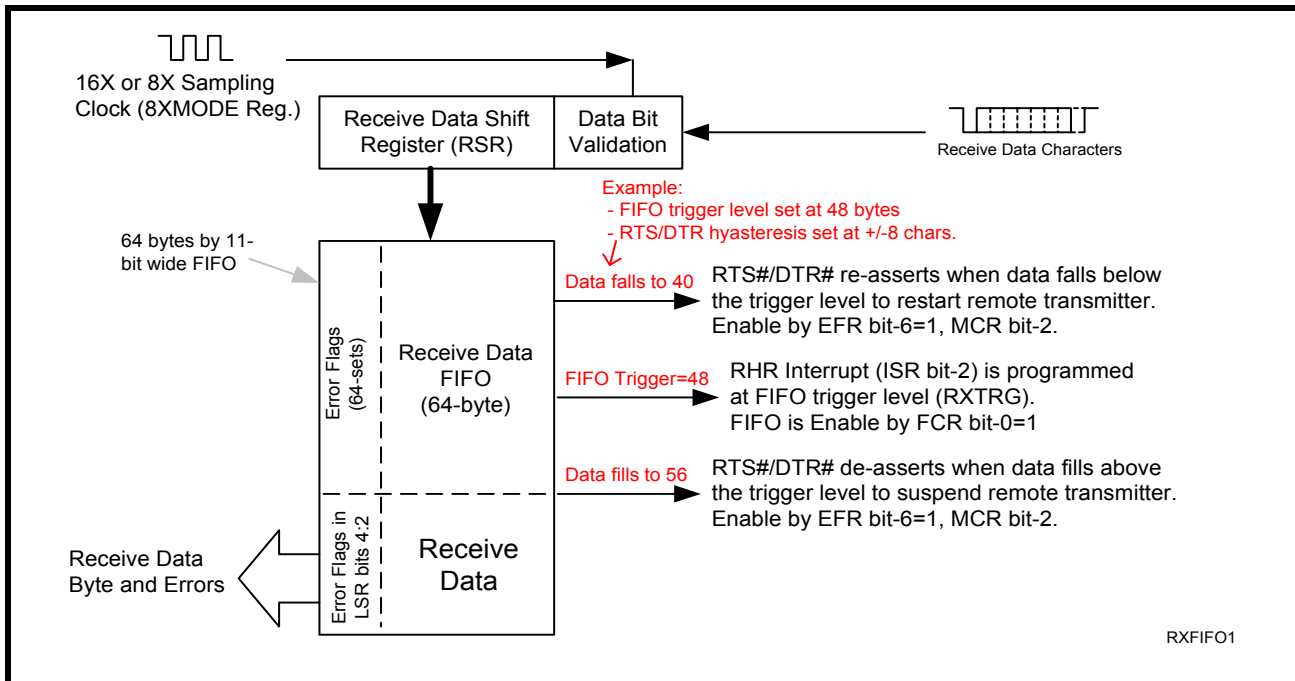 16X or 8X Sampling
Clock (8XMODE Reg.)
Receive Data Shift
Register (RSR)
Data Bit
Validation
Receive Data Characters
Example:
- FIFO trigger level set at 48 bytes
- RTS/DTR hyasteresis set at +/-8 chars.
64 bytes by 11-
bit wide FIFO
Data falls to 40
RTS#/DTR# re-asserts when data falls below
the trigger level to restart remote transmitter.
Enable by EFR bit-6=1, MCR bit-2.
Error Flags
(64-sets)
Receive Data
FIFO
(64-byte)
FIFO Trigger=48
RHR Interrupt (ISR bit-2) is programmed
at FIFO trigger level (RXTRG).
FIFO is Enable by FCR bit-0=1
Data fills to 56
RTS#/DTR# de-asserts when data fills above
the trigger level to suspend remote transmitter.
Enable by EFR bit-6=1, MCR bit-2.
Receive Data
Byte and Errors
Error Flags in
LSR bits 4:2
Receive
Data
RXFIFO1